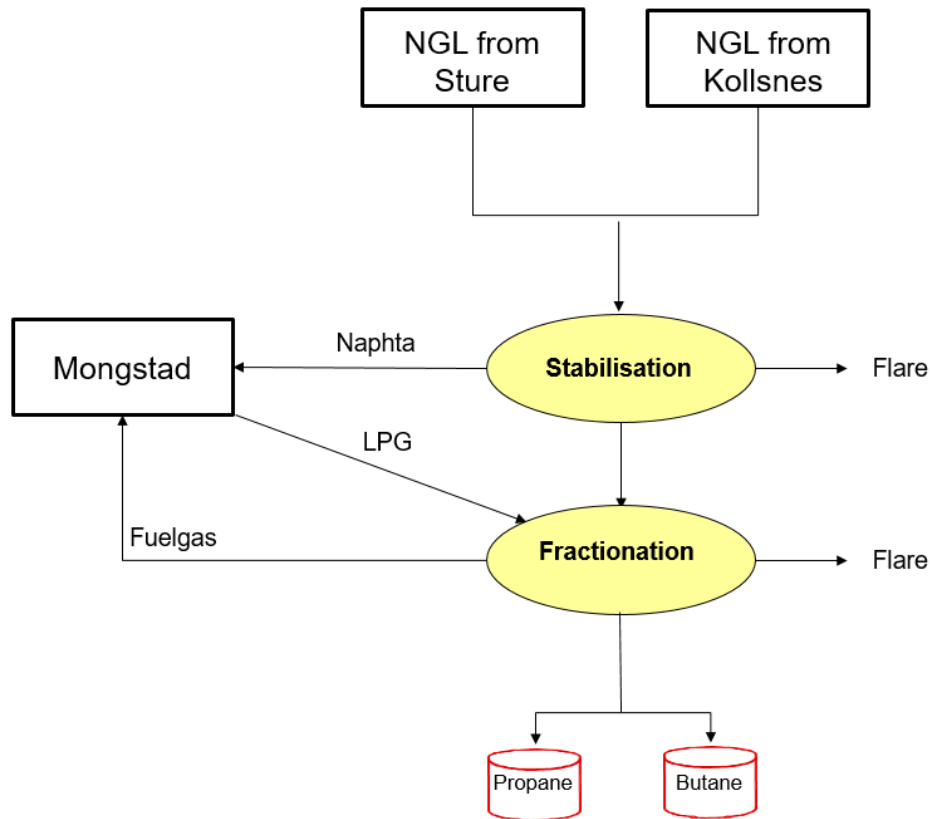 NGL from
Sture
NGL from
Kollsnes
Naphta
Mongstad
Stabilisation
Flare
LPG
Fuelgas
Fractionation
Flare
Propane
Butane